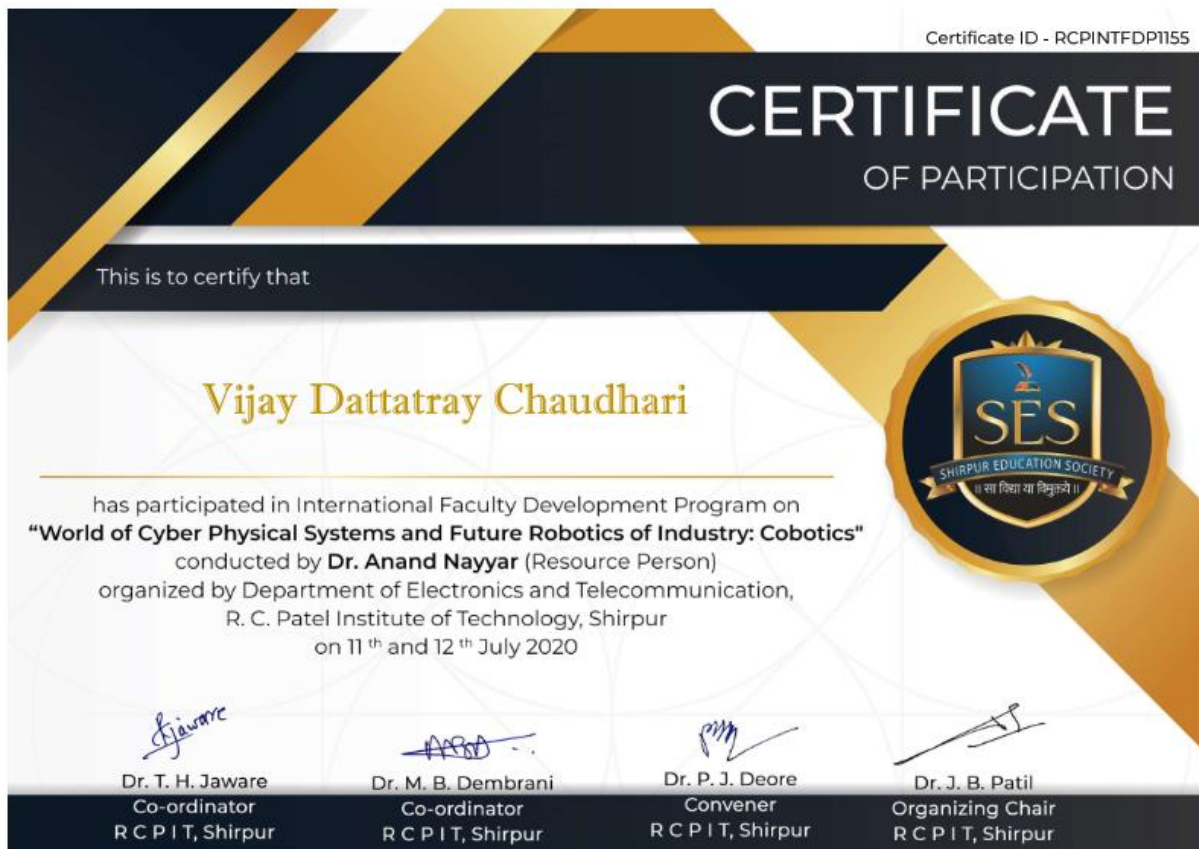 Certificate ID - RCPINTFDP1155
CERTIFICATE
OF PARTICIPATION
This is to certify that
Vijay Dattatray Chaudhari
SES
SHIRPUR EDUCATION SOCIETY
॥ सा विद्या या विमुक्तये ॥
has participated in International Faculty Development Program on
“World of Cyber Physical Systems and Future Robotics of Industry: Cobotics"
conducted by Dr. Anand Nayyar (Resource Person)
organized by Department of Electronics and Telecommunication,
R. C. Patel Institute of Technology, Shirpur
on 11 th and 12 th July 2020
Dr. T. H. Jaware
Co-ordinator
R C P I T, Shirpur
Dr. M. B. Dembrani
Co-ordinator
R C P I T, Shirpur
Dr. P. J. Deore
Convener
R C P I T, Shirpur
Dr. J. B. Patil
Organizing Chair
R C P I T, Shirpur